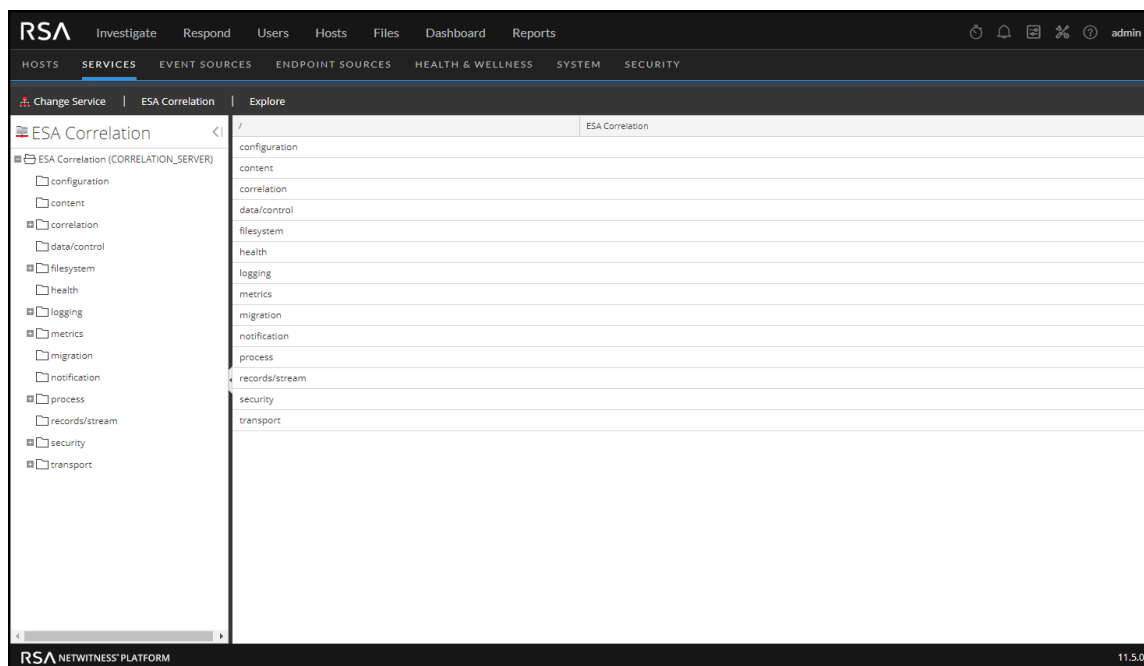 RSA Investigate Respond Users Hosts Files Dashboard Reports admin
HOSTS SERVICES EVENT SOURCES ENDPOINT SOURCES HEALTH & WELLNESS SYSTEM SECURITY
Change Service | ESA Correlation | Explore
ESA Correlation
ESA Correlation (CORRELATION_SERVER)
configuration
content
correlation
data/control
filesystem
health
logging
metrics
migration
notification
process
records/stream
security
transport
/ ESA Correlation
configuration
content
correlation
data/control
filesystem
health
logging
metrics
migration
notification
process
records/stream
security
transport
RSA NETWITNESS® PLATFORM 11.5.0